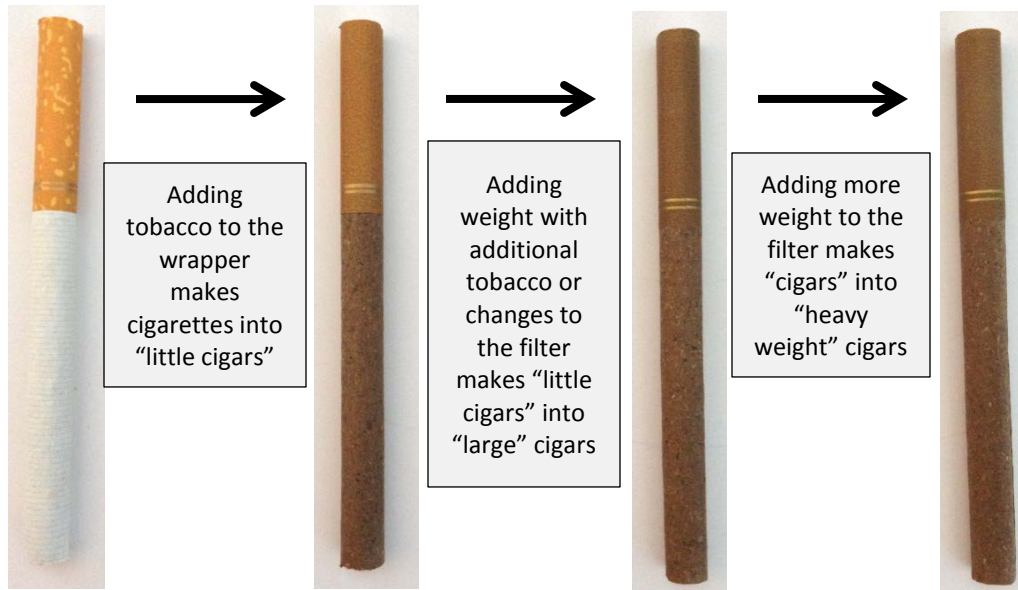 Adding
tobacco to the
wrapper
makes
cigarettes into
“little cigars”
Adding
weight with
additional
tobacco or
changes to
the filter
makes “little
cigars” into
“large” cigars
Adding more
weight to the
filter makes
“cigars” into
“heavy
weight” cigars